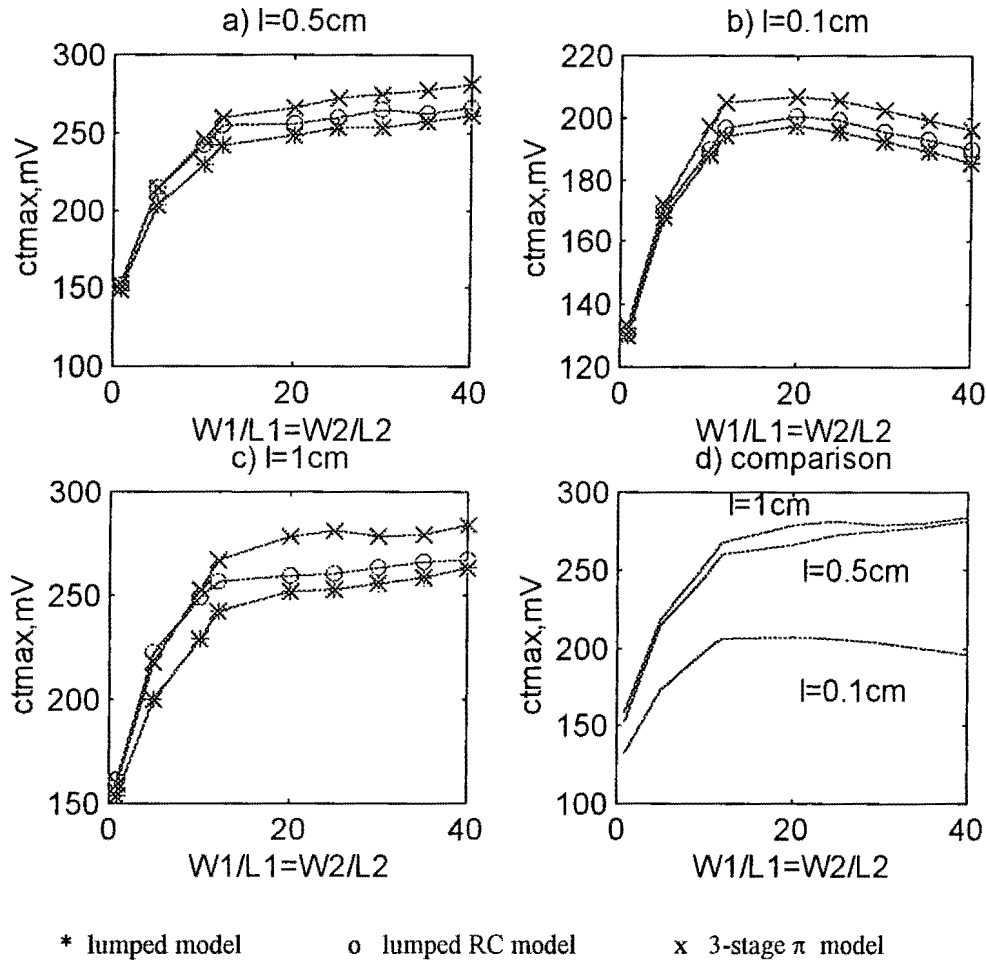 a) l=0.5cm
300
250
200
150
100
ctmax,mV
0
20
40
W1/L1=W2/L2
b) l=0.1cm
220
200
180
160
140
120
ctmax,mV
0
20
40
W1/L1=W2/L2
c) l=1cm
300
250
200
150
ctmax,mV
0
20
40
W1/L1=W2/L2
d) comparison
300
250
200
150
100
ctmax,mV
l=1cm
l=0.5cm
l=0.1cm
0
20
40
W1/L1=W2/L2
* lumped model o lumped RC model x 3-stage π model